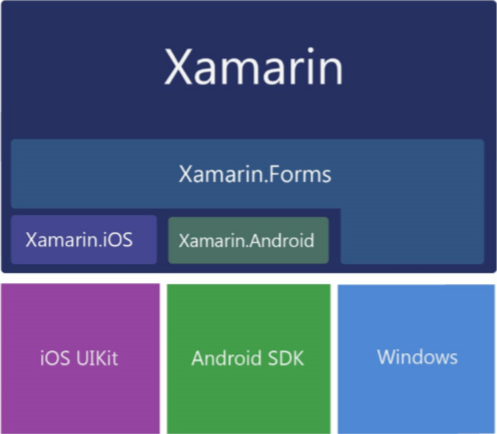 Xamarin
Xamarin.Forms
Xamarin.iOS
Xamarin.Android
iOS UIKit
Android SDK
Windows